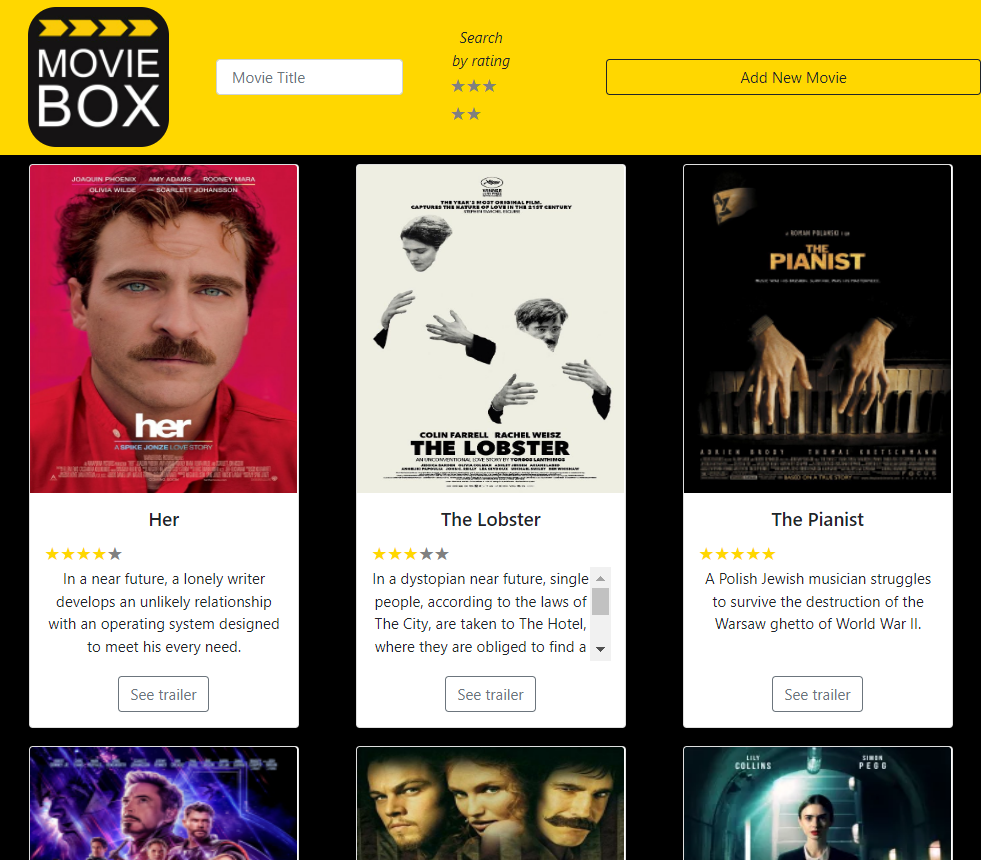 MOVIE
BOX
Movie Title
Search
by rating
Add New Movie
JOAQUIN PHOENIX AMY ADAMS ROONEY MARA
OLIVIA WILDE SCARLETT JOHANSSON
her
A SPIKE JONZE LOVE STORY
THE YEAR'S MOST ORIGINAL FILM.
CAPTURES THE NATURE OF LOVE IN THE 21ST CENTURY
COLIN FARRELL RACHEL WEISZ
THE LOBSTER
AN UNCONVENTIONAL LOVE STORY BY YORGOS LANTHIMOS
A ROMAN POLANSKI FILM
THE
PIANIST
ADRIEN BRODY THOMAS KRETSCHMANN
BASED ON A TRUE STORY
Her
In a near future, a lonely writer
develops an unlikely relationship
with an operating system designed
to meet his every need.
See trailer
The Lobster
In a dystopian near future, single
people, according to the laws of
The City, are taken to The Hotel,
where they are obliged to find a
See trailer
The Pianist
A Polish Jewish musician struggles
to survive the destruction of the
Warsaw ghetto of World War II.
See trailer
LILY
COLLINS
SIMON
PEGG